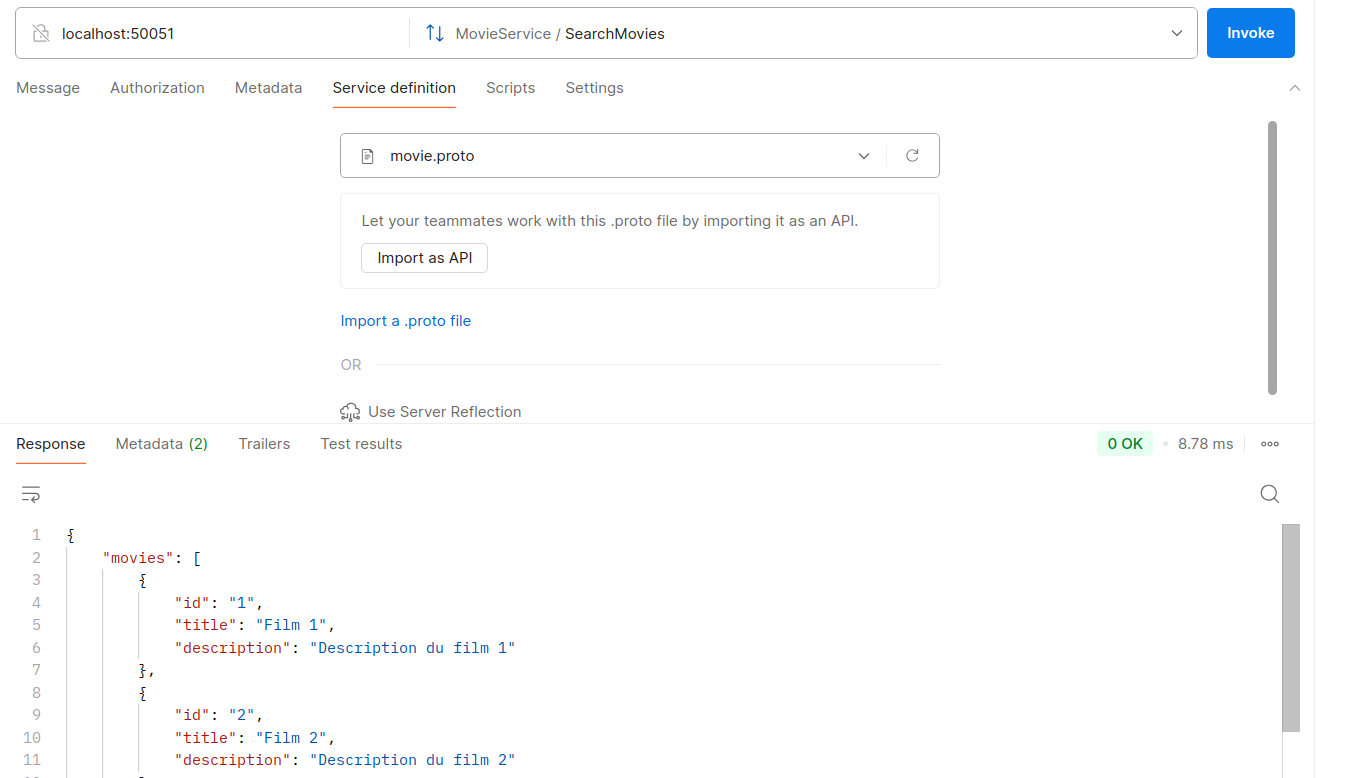 localhost:50051 MovieService / SearchMovies Invoke
Message Authorization Metadata Service definition Scripts Settings
movie.proto
Let your teammates work with this .proto file by importing it as an API.
Import as API
Import a .proto file
OR
Use Server Reflection
Response Metadata (2) Trailers Test results 0 OK 8.78 ms
1 {
2 "movies": [
3 {
4 "id": "1",
5 "title": "Film 1",
6 "description": "Description du film 1"
7 },
8 {
9 "id": "2",
10 "title": "Film 2",
11 "description": "Description du film 2"